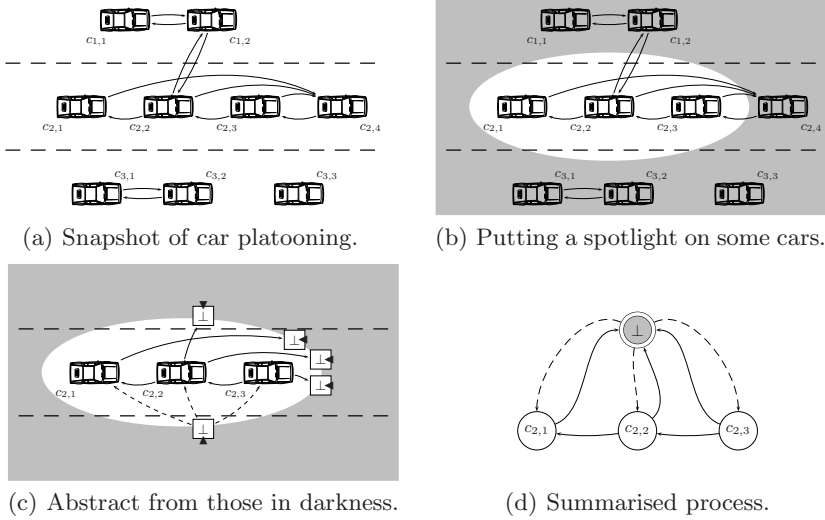 c1,1 c1,2
c2,1 c2,2 c2,3 c2,4
c3,1 c3,2 c3,3
(a) Snapshot of car platooning.
c1,1 c1,2
c2,1 c2,2 c2,3 c2,4
c3,1 c3,2 c3,3
(b) Putting a spotlight on some cars.
⊥
⊥
⊥
⊥
c2,1 c2,2 c2,3
⊥
(c) Abstract from those in darkness.
⊥
c2,1 c2,2 c2,3
(d) Summarised process.